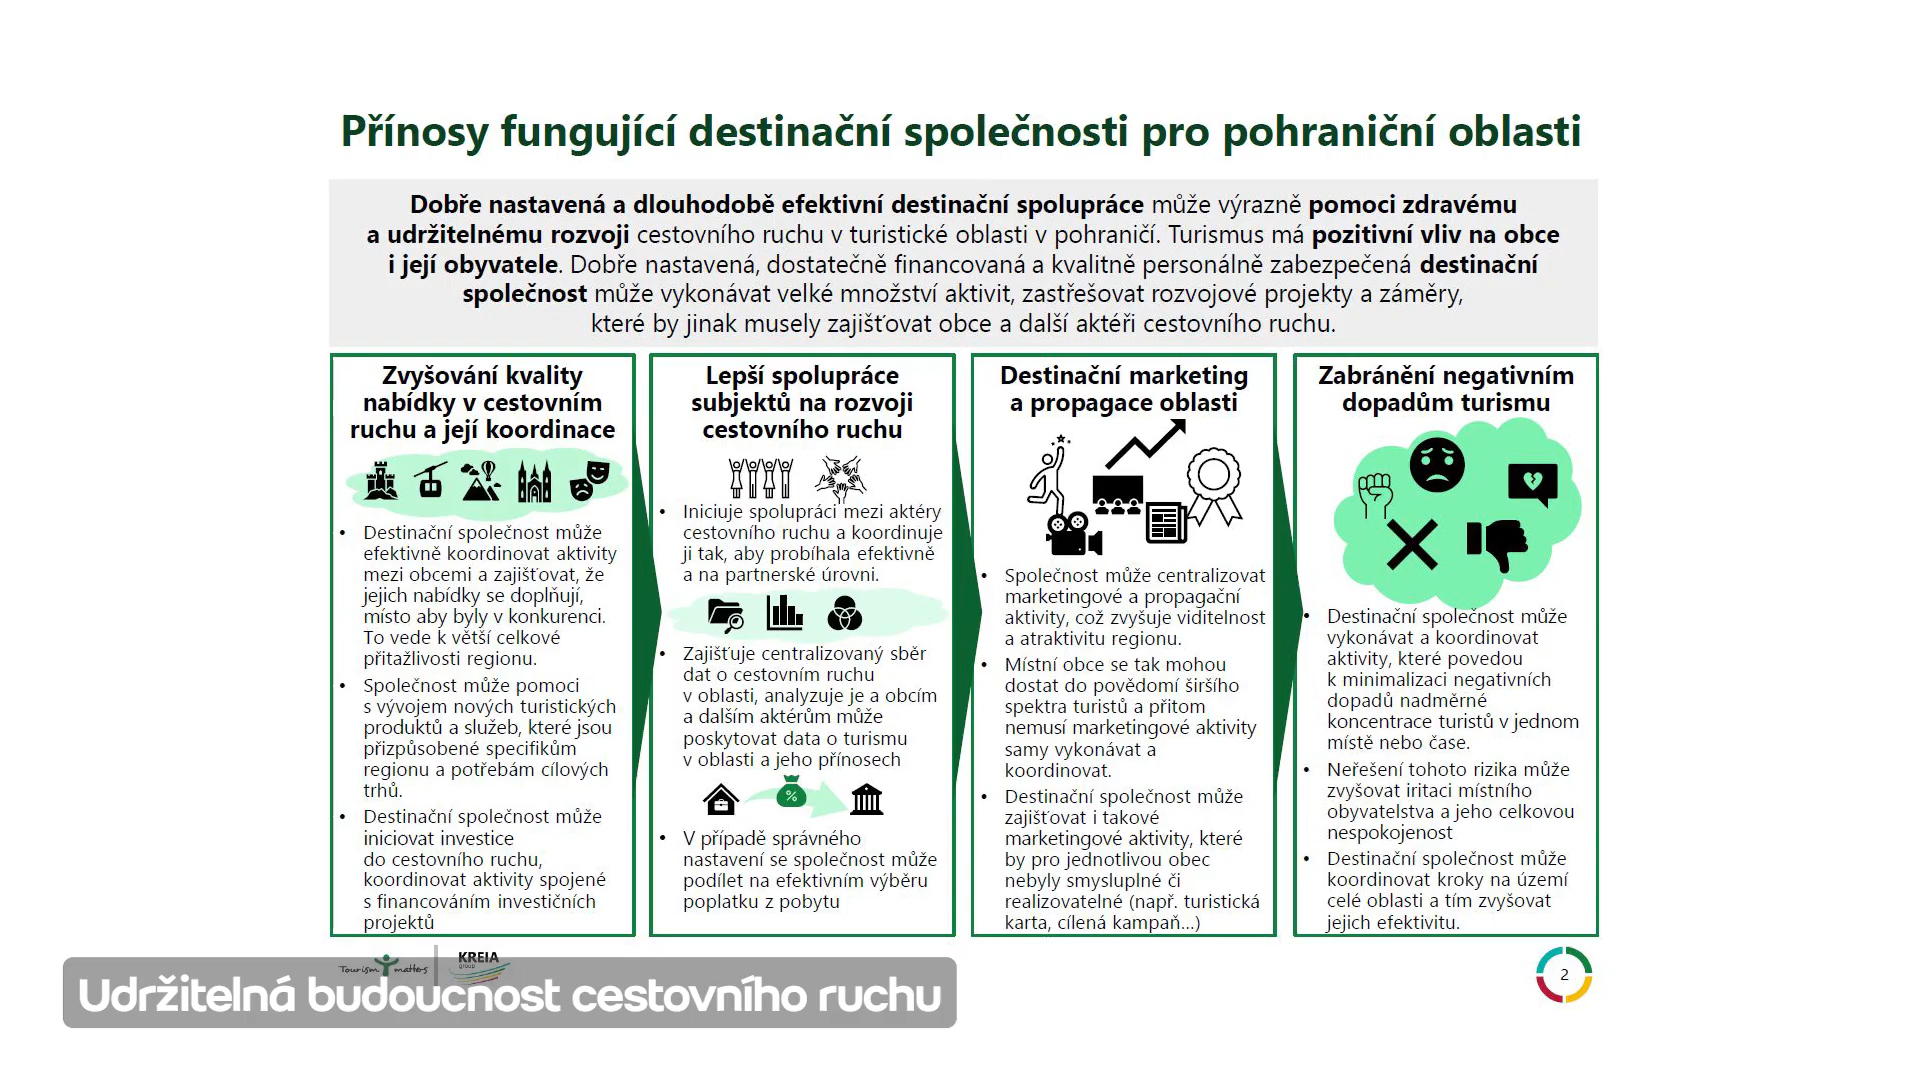 Přínosy fungující destinační společnosti pro pohraniční oblasti
Dobře nastavená a dlouhodobě efektivní destinační spolupráce může výrazně pomoci zdravému
a udržitelnému rozvoji cestovního ruchu v turistické oblasti v pohraničí. Turismus má pozitivní vliv na obce
i její obyvatele. Dobře nastavená, dostatečně financovaná a kvalitně personálně zabezpečená destinační
společnost může vykonávat velké množství aktivit, zastřešovat rozvojové projekty a záměry,
které by jinak musely zajišťovat obce a další aktéři cestovního ruchu.
Zvyšování kvality
nabídky v cestovním
ruchu a její koordinace
• Destinační společnost může
efektivně koordinovat aktivity
mezi obcemi a zajišťovat, že
jejich nabídky se doplňují,
místo aby byly v konkurenci.
To vede k větší celkové
přitažlivosti regionu.
• Společnost může pomoci
s vývojem nových turistických
produktů a služeb, které jsou
přizpůsobené specifikům
regionu a potřebám cílových
trhů.
• Destinační společnost může
iniciovat investice
do cestovního ruchu,
koordinovat aktivity spojené
s financováním investičních
projektů
Lepší spolupráce
subjektů na rozvoji
cestovního ruchu
• Iniciuje spolupráci mezi aktéry
cestovního ruchu a koordinuje
ji tak, aby probíhala efektivně
a na partnerské úrovni.
• Zajišťuje centralizovaný sběr
dat o cestovním ruchu
v oblasti, analyzuje je a obcím
a dalším aktérům může
poskytovat data o turismu
v oblasti a jeho přínosech
%
• V případě správného
nastavení se společnost může
podílet na efektivním výběru
poplatku z pobytu
Destinační marketing
a propagace oblasti
• Společnost může centralizovat
marketingové a propagační
aktivity, což zvyšuje viditelnost
a atraktivitu regionu.
• Místní obce se tak mohou
dostat do povědomí širšího
spektra turistů a přitom
nemusí marketingové aktivity
samy vykonávat a
koordinovat.
• Destinační společnost může
zajišťovat i takové
marketingové aktivity, které
by pro jednotlivou obec
nebyly smysluplné či
realizovatelné (např. turistická
karta, cílená kampaň...)
Zabránění negativním
dopadům turismu
• Destinační společnost může
vykonávat a koordinovat
aktivity, které povedou
k minimalizaci negativních
dopadů nadměrné
koncentrace turistů v jednom
místě nebo čase.
• Neřešení tohoto rizika může
zvyšovat iritaci místního
obyvatelstva a jeho celkovou
nespokojenost
• Destinační společnost může
koordinovat kroky na území
celé oblasti a tím zvyšovat
jejich efektivitu.
Tourism matters
KREIA
group
2
Udržitelná budoucnost cestovního ruchu